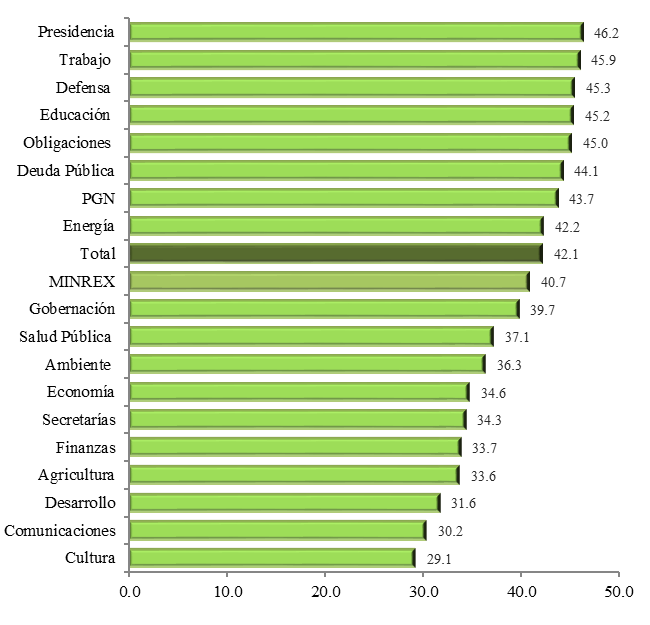 Presidencia 46.2
Trabajo 45.9
Defensa 45.3
Educación 45.2
Obligaciones 45.0
Deuda Pública 44.1
PGN 43.7
Energía 42.2
Total 42.1
MINREX 40.7
Gobernación 39.7
Salud Pública 37.1
Ambiente 36.3
Economía 34.6
Secretarías 34.3
Finanzas 33.7
Agricultura 33.6
Desarrollo 31.6
Comunicaciones 30.2
Cultura 29.1
0.0 10.0 20.0 30.0 40.0 50.0